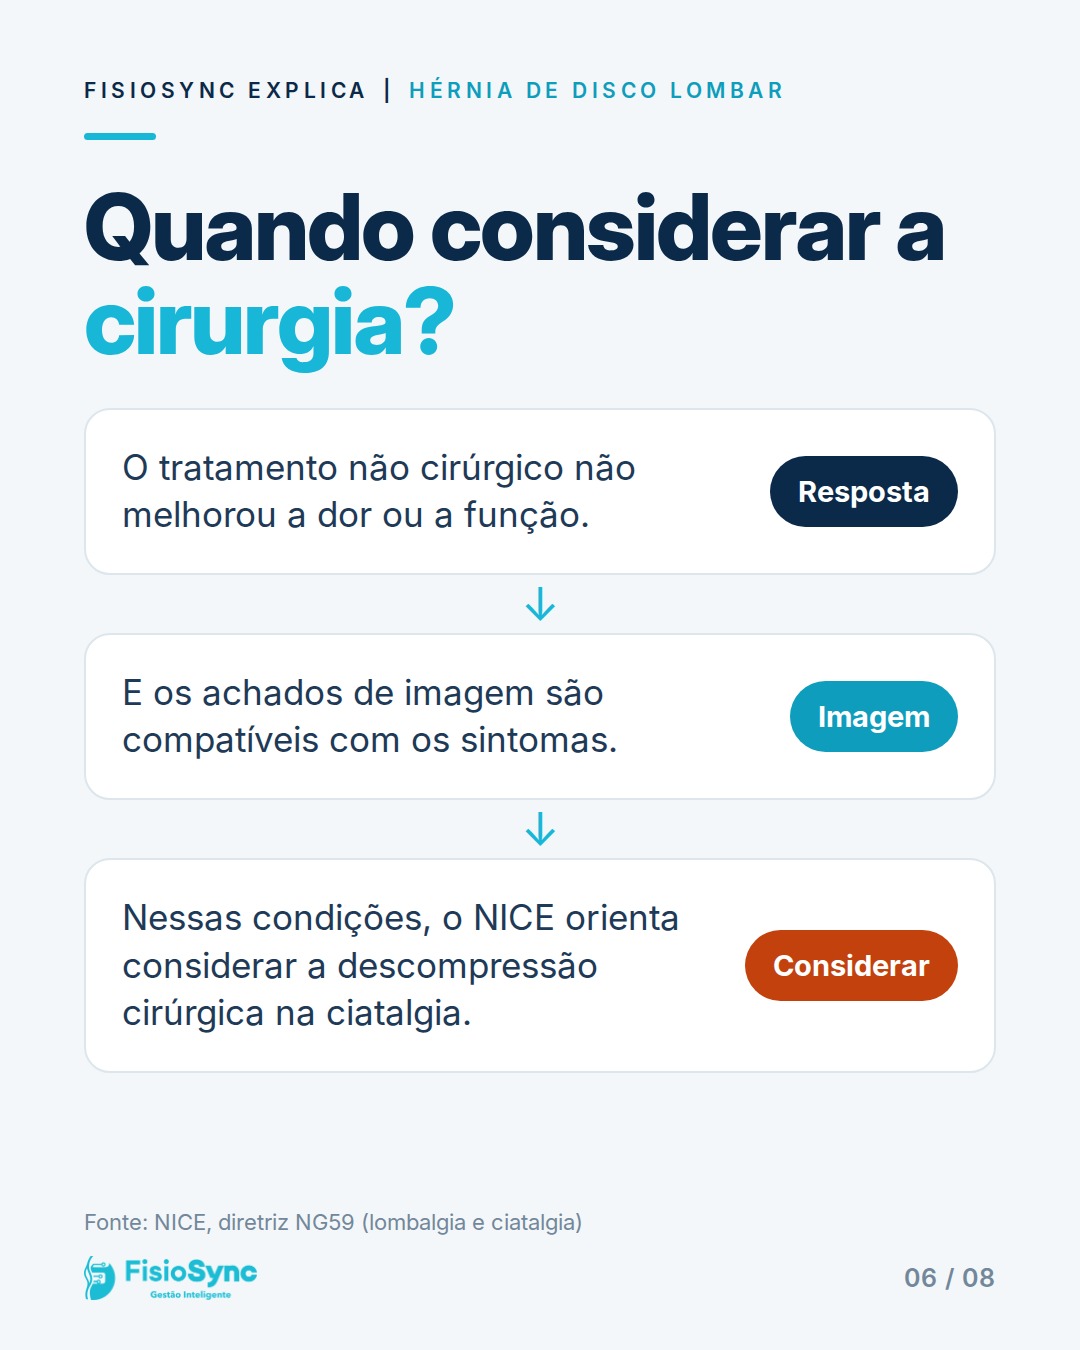 FISIOSYNC EXPLICA | HÉRNIA DE DISCO LOMBAR
Quando considerar a
cirurgia?
O tratamento não cirúrgico não
melhorou a dor ou a função.
Resposta
E os achados de imagem são
compatíveis com os sintomas.
Imagem
Nessas condições, o NICE orienta
considerar a descompressão
cirúrgica na ciatalgia.
Considerar
Fonte: NICE, diretriz NG59 (lombalgia e ciatalgia)
FisioSync
Gestão Inteligente
06 / 08